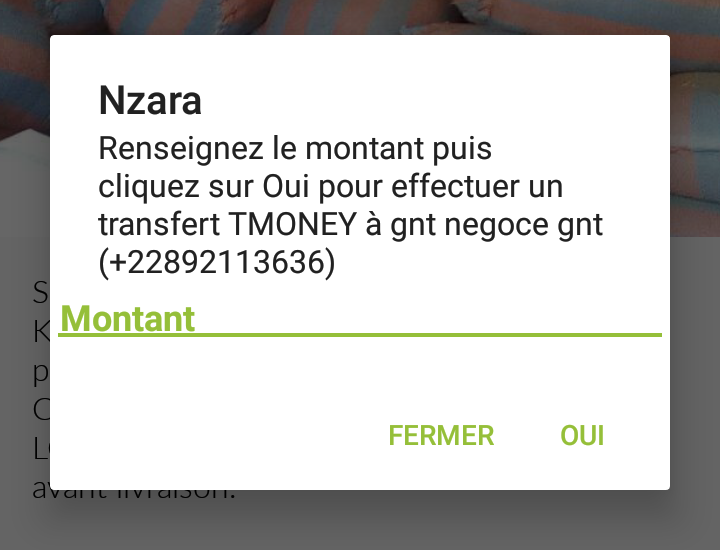 Nzara
Renseignez le montant puis
cliquez sur Oui pour effectuer un
transfert TMONEY à gnt negoce gnt
(+22892113636)
Montant
FERMER OUI
avant livraison.